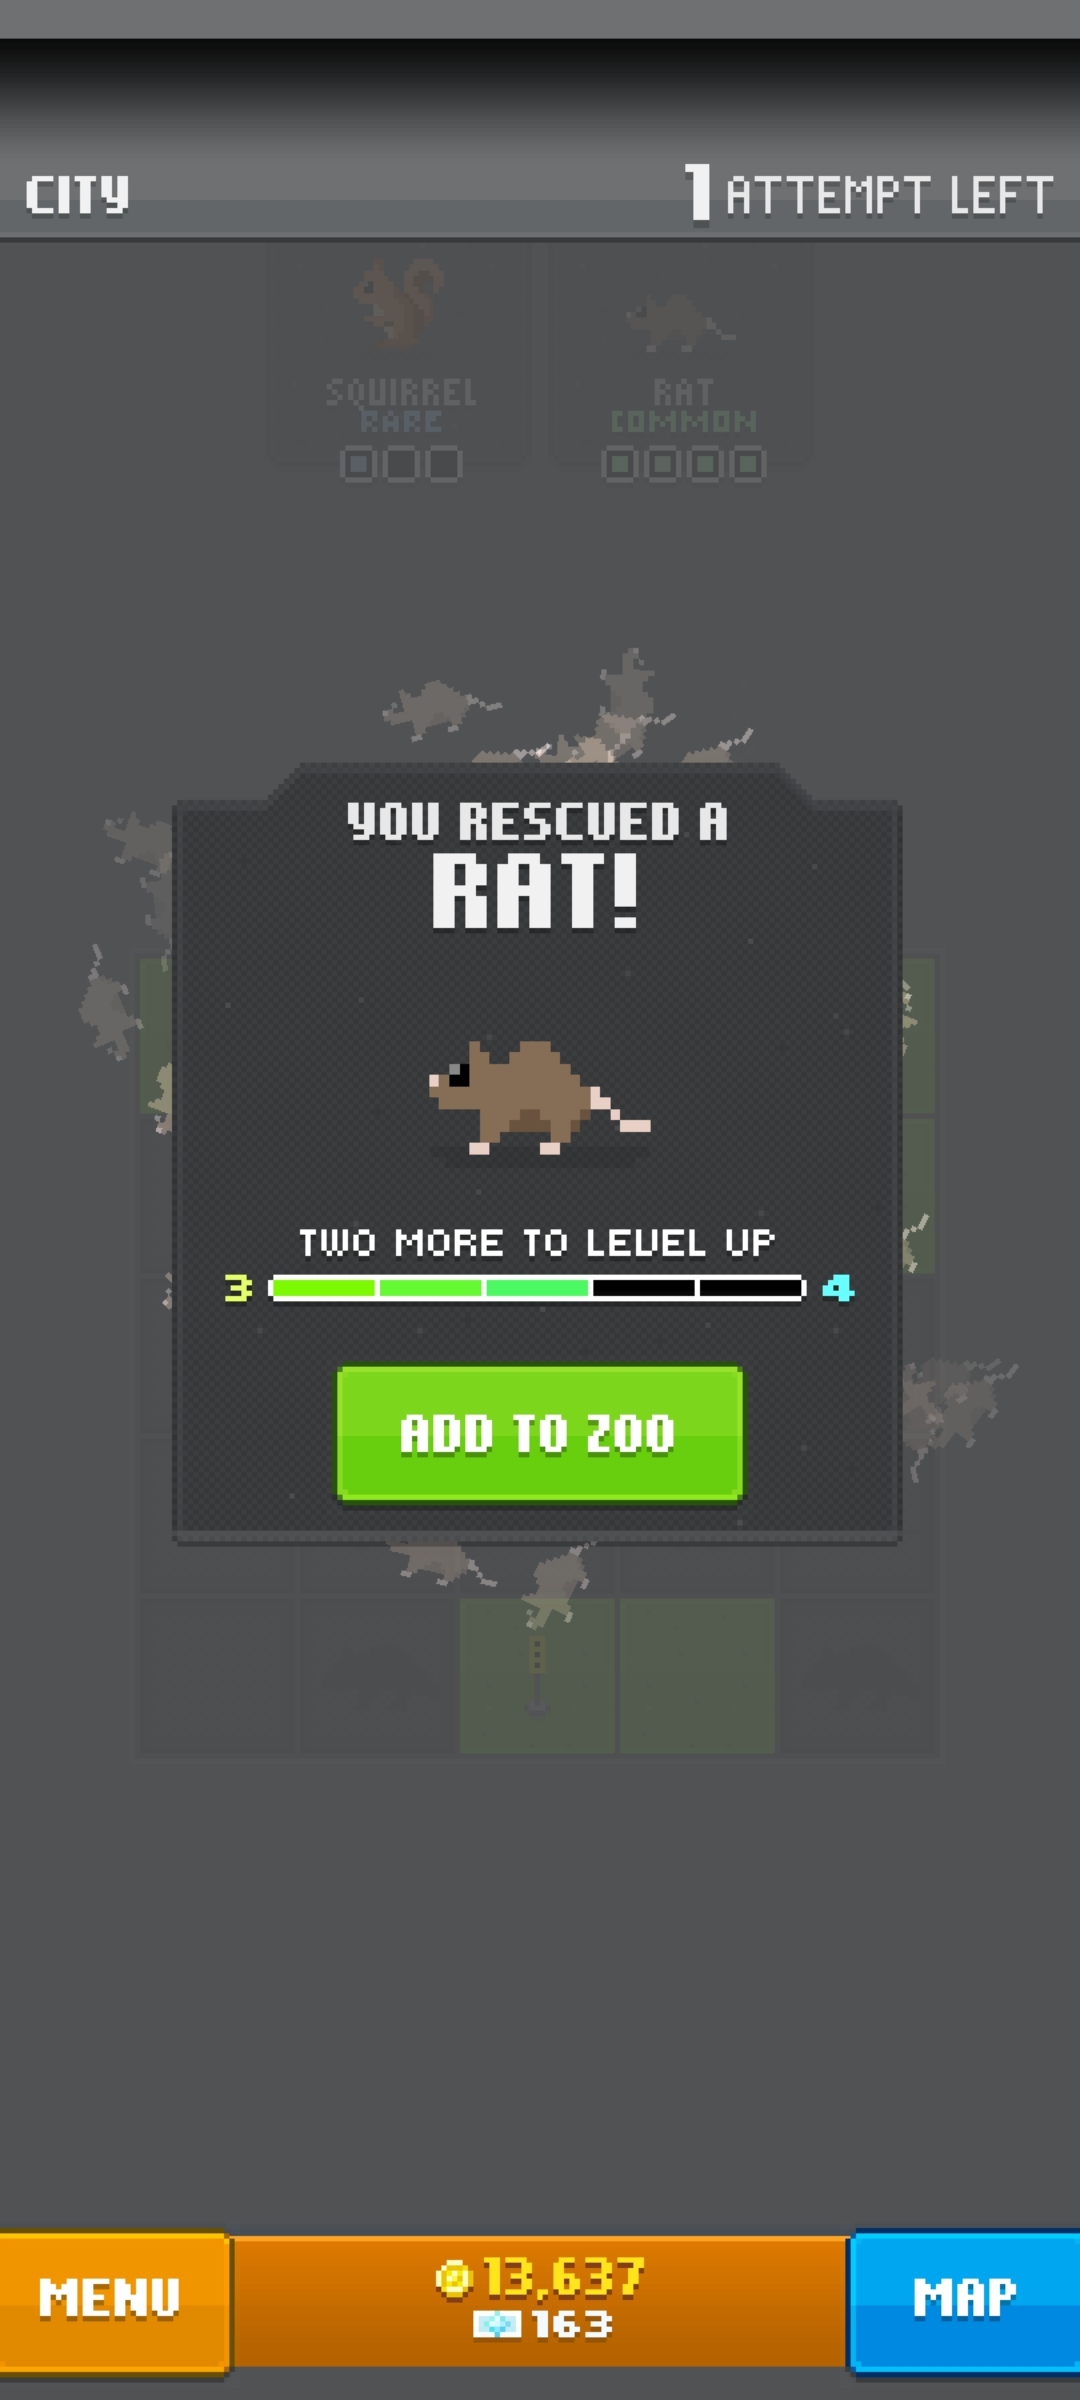 CITY
1 ATTEMPT LEFT
SQUIRREL
RARE
RAT
COMMON
YOU RESCUED A
RAT!
TWO MORE TO LEVEL UP
3
4
ADD TO ZOO
MENU
13,637
163
MAP